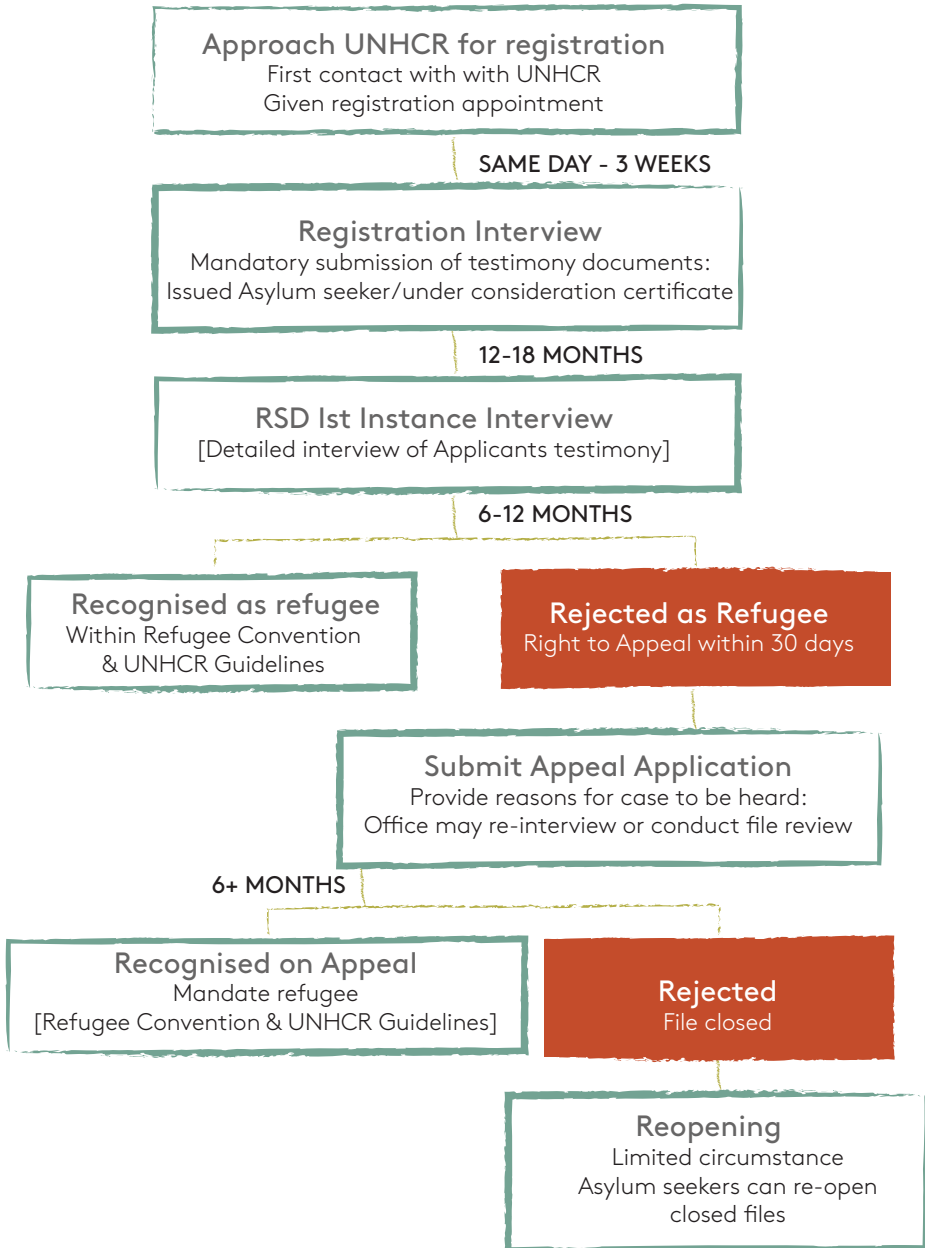 Approach UNHCR for registration
First contact with with UNHCR
Given registration appointment
SAME DAY - 3 WEEKS
Registration Interview
Mandatory submission of testimony documents:
Issued Asylum seeker/under consideration certificate
12-18 MONTHS
RSD Ist Instance Interview
[Detailed interview of Applicants testimony]
6-12 MONTHS
Recognised as refugee
Within Refugee Convention
& UNHCR Guidelines
Rejected as Refugee
Right to Appeal within 30 days
Submit Appeal Application
Provide reasons for case to be heard:
Office may re-interview or conduct file review
6+ MONTHS
Recognised on Appeal
Mandate refugee
[Refugee Convention & UNHCR Guidelines]
Rejected
File closed
Reopening
Limited circumstance
Asylum seekers can re-open
closed files